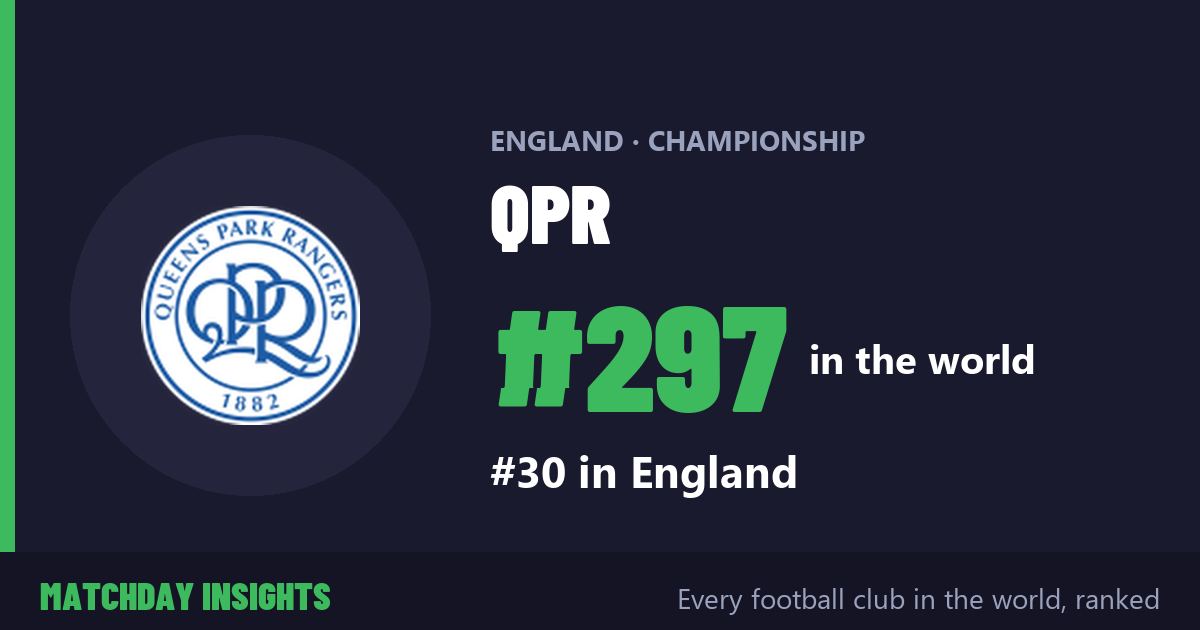 ENGLAND · CHAMPIONSHIP
QPR
QUEENS PARK RANGERS
QPR
1882
#297 in the world
#30 in England
MATCHDAY INSIGHTS
Every football club in the world, ranked